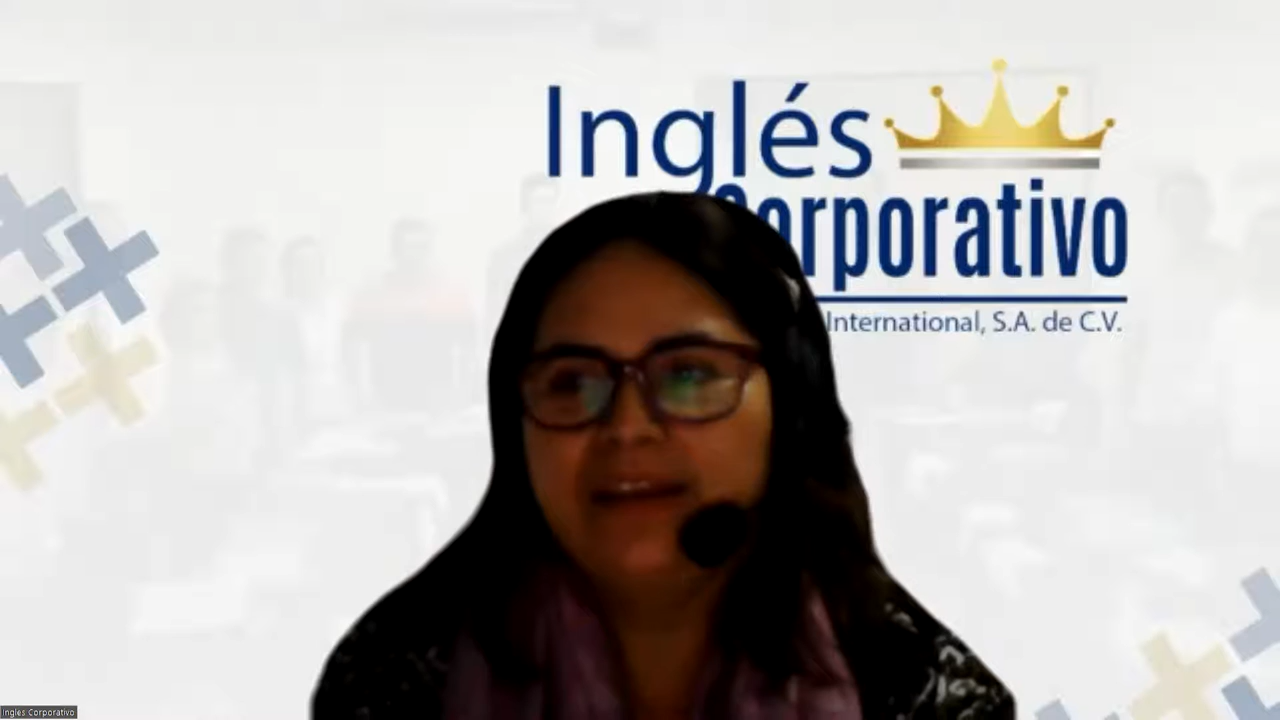 Inglés
Corporativo
International, S.A. de C.V.
Ingles Corporativo